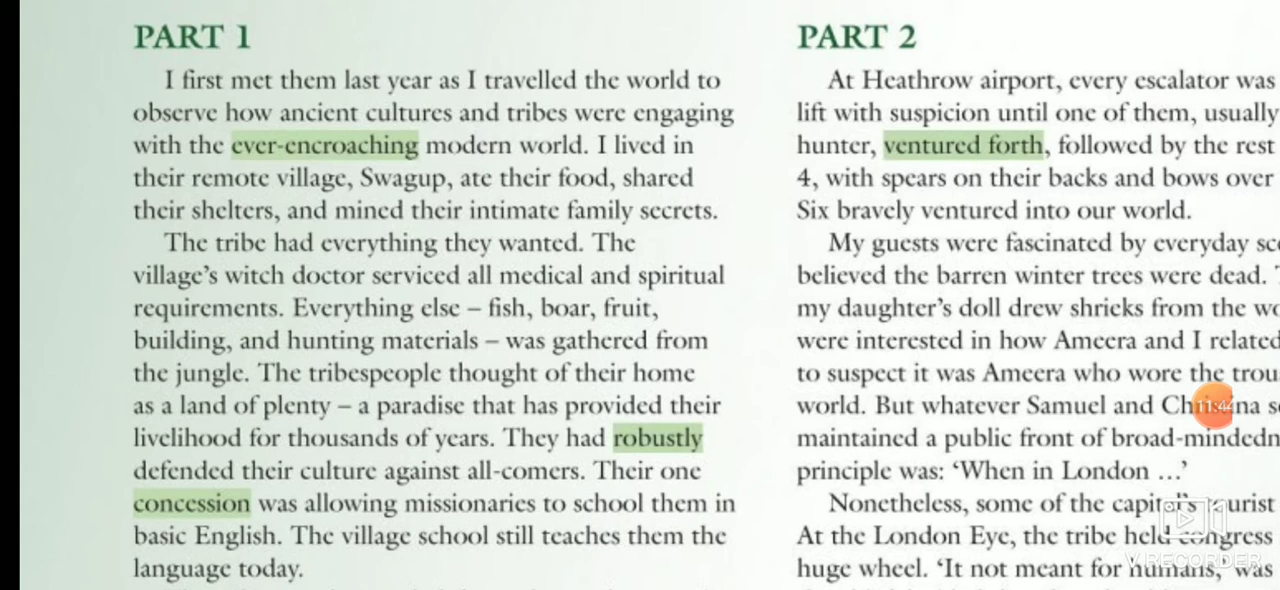 PART 1
I first met them last year as I travelled the world to
observe how ancient cultures and tribes were engaging
with the ever-encroaching modern world. I lived in
their remote village, Swagup, ate their food, shared
their shelters, and mined their intimate family secrets.
The tribe had everything they wanted. The
village's witch doctor serviced all medical and spiritual
requirements. Everything else – fish, boar, fruit,
building, and hunting materials – was gathered from
the jungle. The tribespeople thought of their home
as a land of plenty – a paradise that has provided their
livelihood for thousands of years. They had robustly
defended their culture against all-comers. Their one
concession was allowing missionaries to school them in
basic English. The village school still teaches them the
language today.
PART 2
At Heathrow airport, every escalator was
lift with suspicion until one of them, usually
hunter, ventured forth, followed by the rest
4, with spears on their backs and bows over
Six bravely ventured into our world.
My guests were fascinated by everyday
believed the barren winter trees were dead.
my daughter's doll drew shrieks from the
were interested in how Ameera and I related
to suspect it was Ameera who wore the
world. But whatever Samuel and Christina
maintained a public front of
principle was: 'When in London …'
Nonetheless, some of the capital's tourist
At the London Eye, the tribe held congress
huge wheel. 'It not meant for humans,' was
11:44
V RECORDER